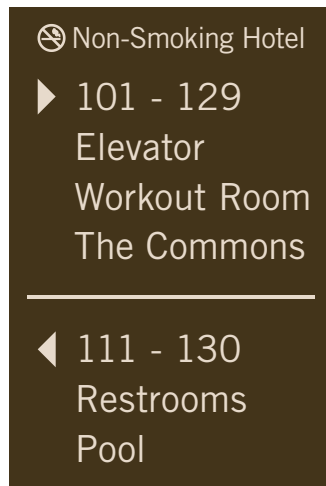 Non-Smoking Hotel
101 - 129
Elevator
Workout Room
The Commons
111 - 130
Restrooms
Pool